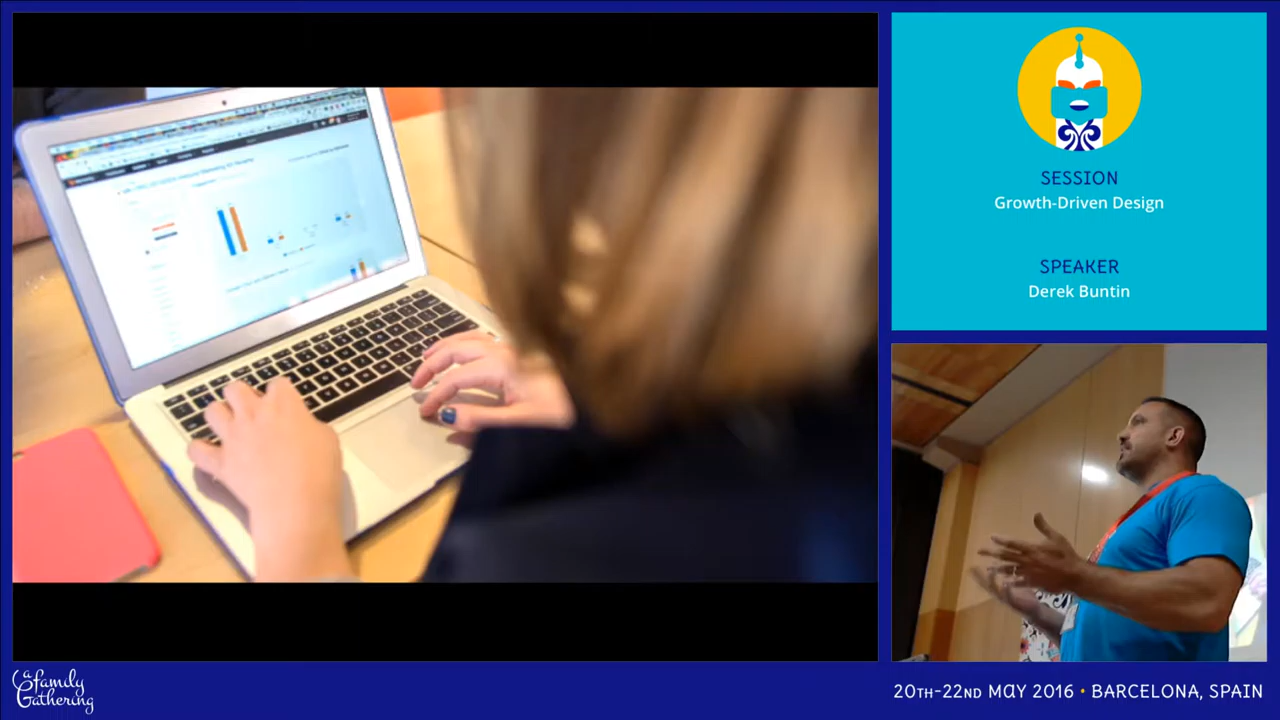 SESSION
Growth-Driven Design
SPEAKER
Derek Buntin
a
family
Gathering
20TH-22ND MAY 2016 • BARCELONA, SPAIN